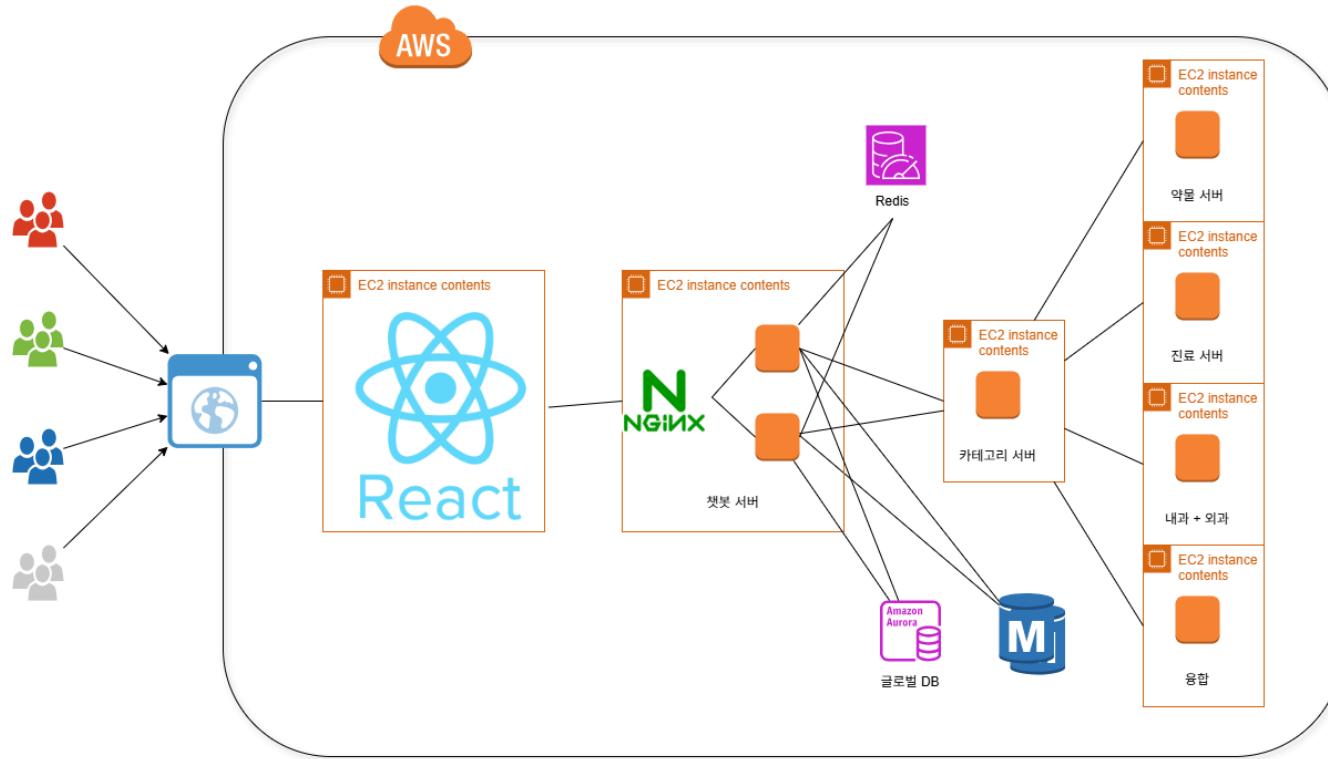 AWS
EC2 instance contents
React
EC2 instance contents
NGINX
챗봇 서버
Redis
Amazon
Aurora
글로벌 DB
M
EC2 instance
contents
카테고리 서버
EC2 instance
contents
약물 서버
EC2 instance
contents
진료 서버
EC2 instance
contents
내과 + 외과
EC2 instance
contents
융합